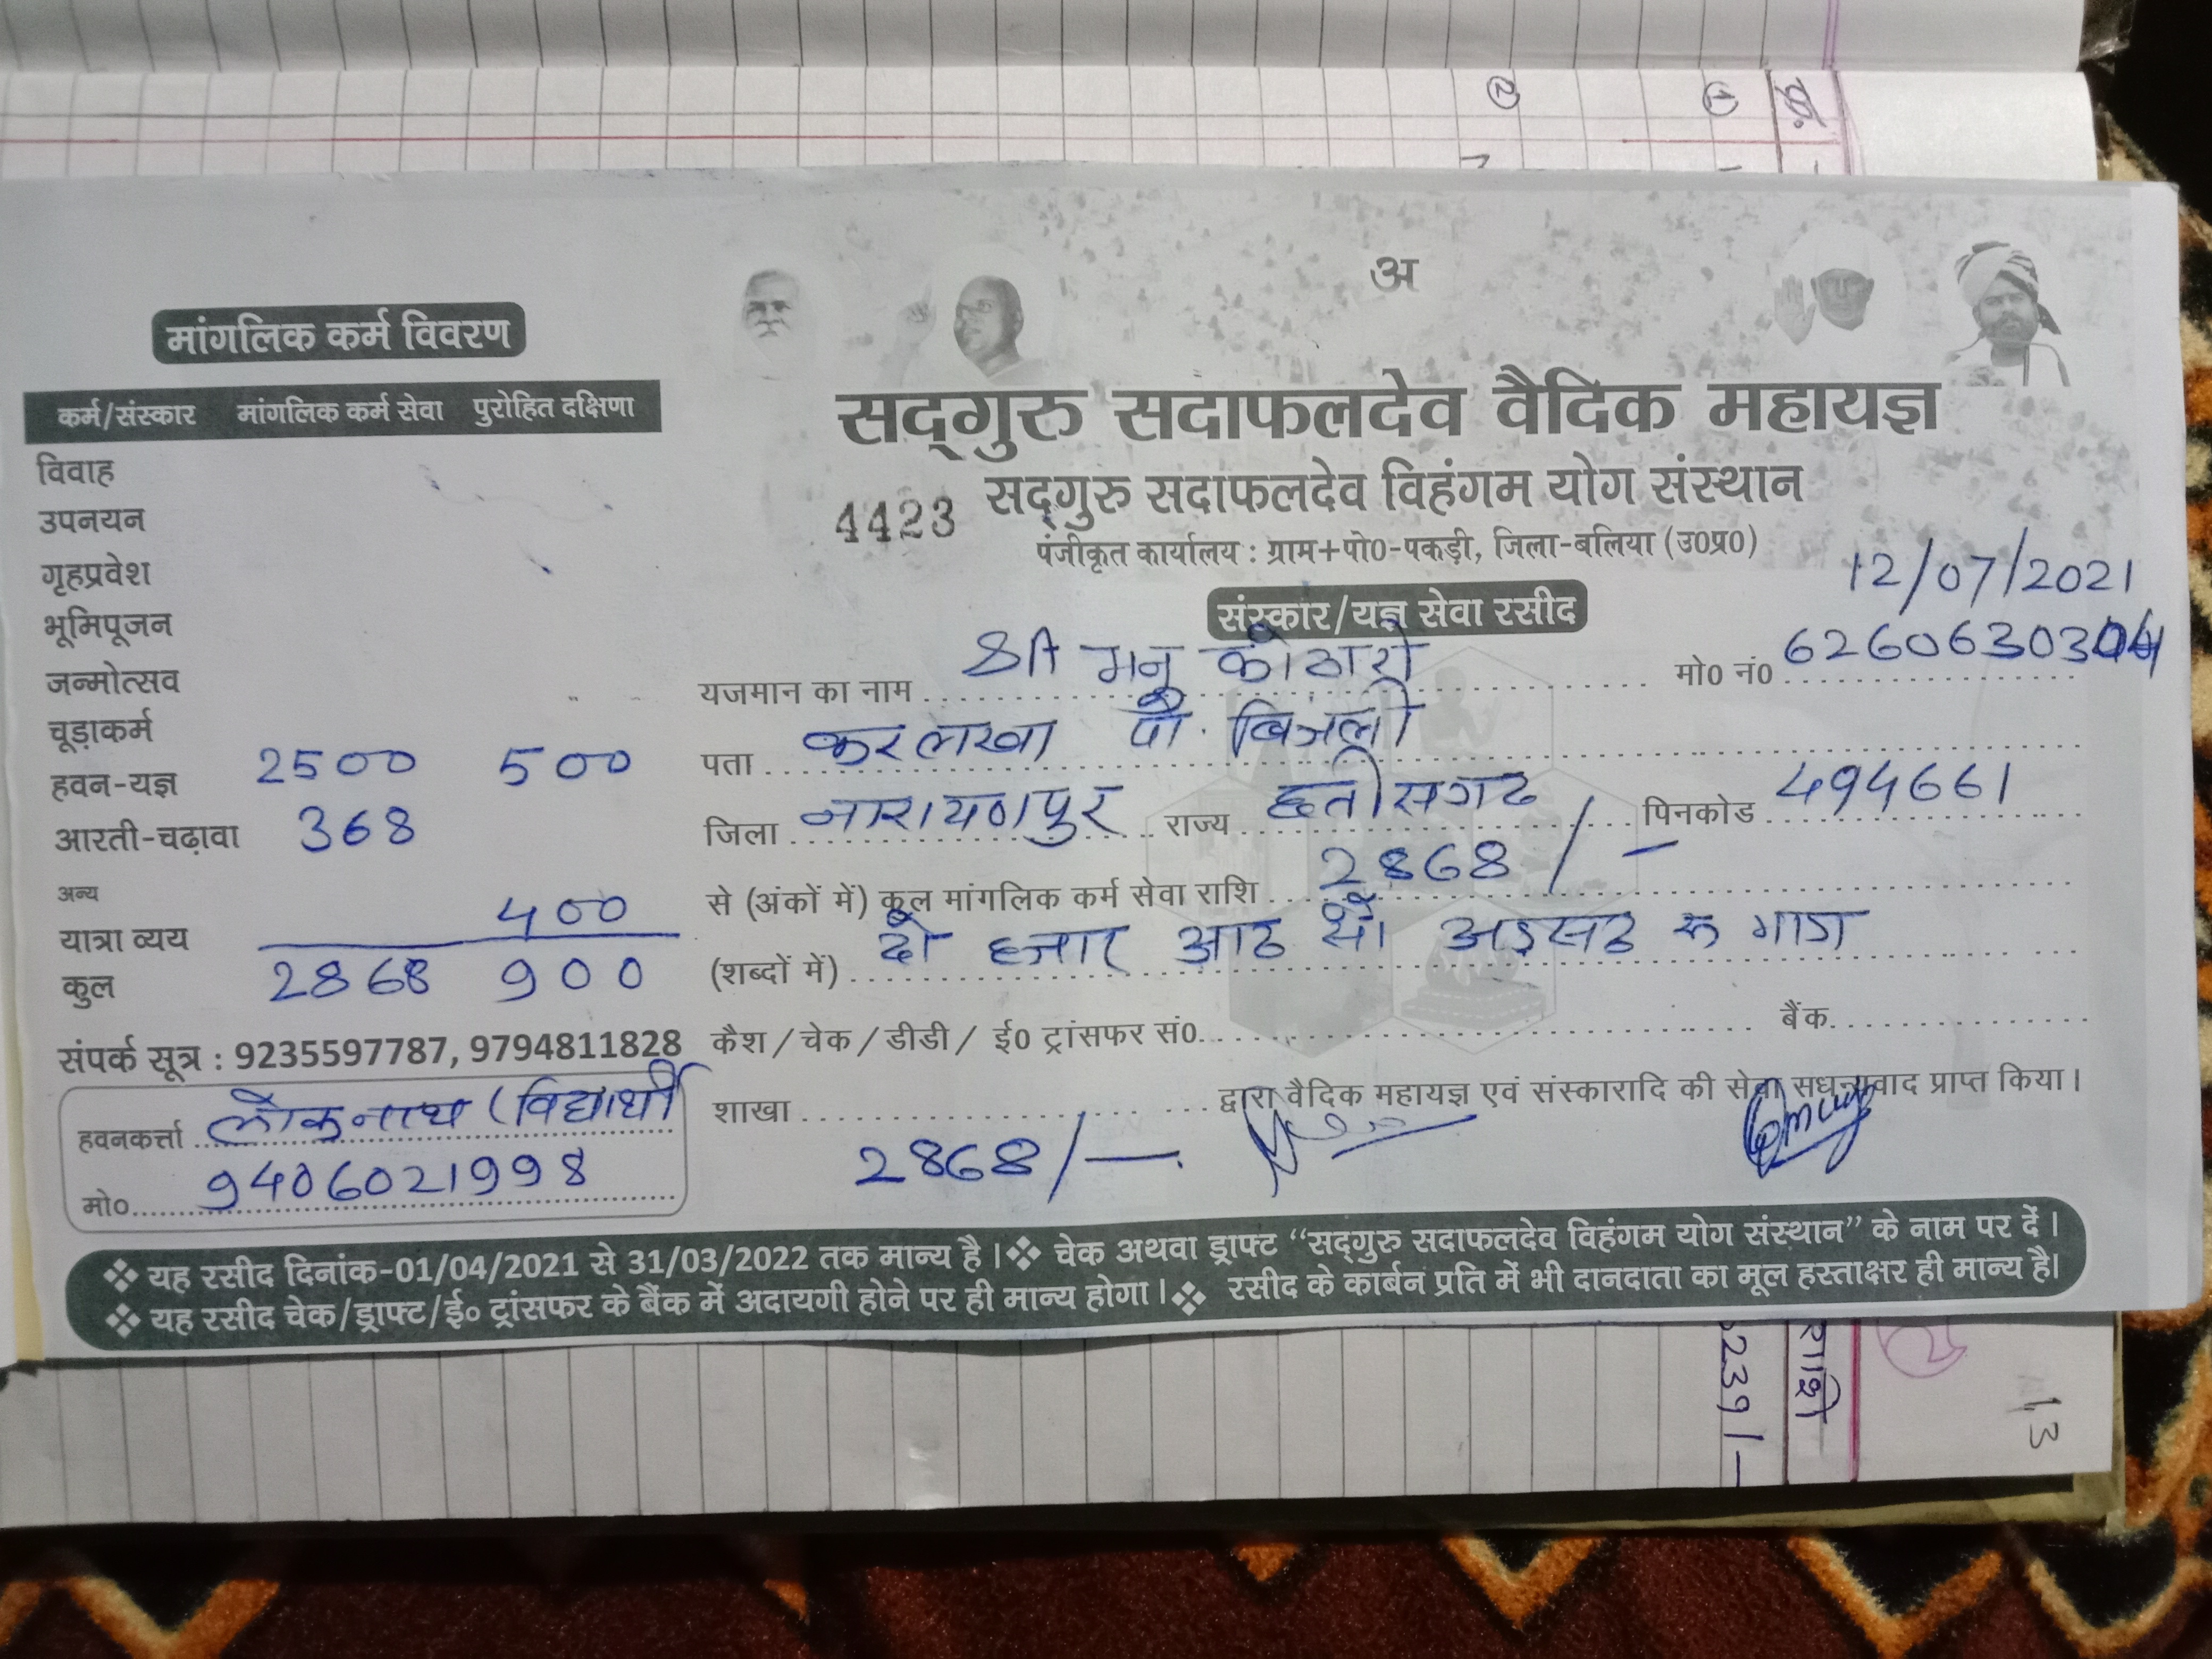 मांगलिक कर्म विवरण
कर्म/संस्कार मांगलिक कर्म सेवा पुरोहित दक्षिणा
विवाह
उपनयन
गृहप्रवेश
भूमिपूजन
जन्मोत्सव
चूड़ाकर्म
हवन-यज्ञ 2500 500
आरती-चढ़ावा 368
अन्य
यात्रा व्यय 400
कुल 2868 900
संपर्क सूत्र : 9235597787, 9794811828
हवनकर्त्ता लोकनाथ (विद्यार्थी
मो० 9406021998
अ
सद्गुरु सदाफलदेव वैदिक महायज्ञ
4423 सद्गुरु सदाफलदेव विहंगम योग संस्थान
पंजीकृत कार्यालय : ग्राम+पो0-पकड़ी, जिला-बलिया (उ0प्र0)
12/07/2021
संस्कार/यज्ञ सेवा रसीद
यजमान का नाम मनु कोठारी मो0 नं0
पता करलखा पो. बिंजली
जिला नारायणपुर राज्य छत्तीसगढ पिनकोड 494661
से (अंकों में) कुल मांगलिक कर्म सेवा राशि 2868/-
(शब्दों में) दो हजार आठ सौ अड़सठ रू
कैश / चेक / डीडी / ई0 ट्रांसफर सं0 बैंक
शाखा द्वारा वैदिक महायज्ञ एवं संस्कारादि की सेवा सधन्यवाद प्राप्त किया।
2868/-
❖ यह रसीद दिनांक-01/04/2021 से 31/03/2022 तक मान्य है। ❖ चेक अथवा ड्राफ्ट "सद्गुरु सदाफलदेव विहंगम योग संस्थान" के नाम पर दें।
❖ यह रसीद चेक/ड्राफ्ट/ई० ट्रांसफर के बैंक में अदायगी होने पर ही मान्य होगा। ❖ रसीद के कार्बन प्रति में भी दानदाता का मूल हस्ताक्षर ही मान्य है।
क्र.
①
②
राशी
239/-
13